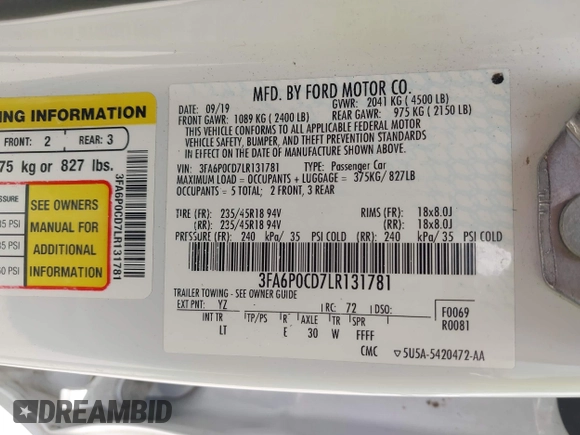 NG INFORMATION
FRONT: 2 REAR: 3
75 kg or 827 lbs.
SEE OWNERS
MANUAL FOR
ADDITIONAL
INFORMATION
35 PSI
60 PSI
3FA6P0CD7LR131781
MFD. BY FORD MOTOR CO.
DATE: 09/19 GVWR: 2041 KG ( 4500 LB)
FRONT GAWR: 1089 KG ( 2400 LB) REAR GAWR: 975 KG ( 2150 LB)
THIS VEHICLE CONFORMS TO ALL APPLICABLE FEDERAL MOTOR
VEHICLE SAFETY, BUMPER, AND THEFT PREVENTION STANDARDS
IN EFFECT ON THE DATE OF MANUFACTURE SHOWN ABOVE.
VIN: 3FA6P0CD7LR131781 TYPE: Passenger Car
MAXIMUM LOAD = OCCUPANTS + LUGGAGE = 375KG/ 827LB
OCCUPANTS = 5 TOTAL; 2 FRONT, 3 REAR
TIRE (FR): 235/45R18 94V RIMS (FR): 18x8.0J
(RR): 235/45R18 94V (RR): 18x8.0J
PRESSURE (FR): 240 kPa/ 35 PSI COLD (RR): 240 kPa/ 35 PSI COLD
3FA6P0CD7LR131781
TRAILER TOWING - SEE OWNER GUIDE
EXT PNT: YZ RC: 72 DSO: F0069
INT TR TP/PS R AXLE TR SPR R0081
LT E 30 W FFFF
CMC ▽5U5A-5420472-AA
DREAMBID